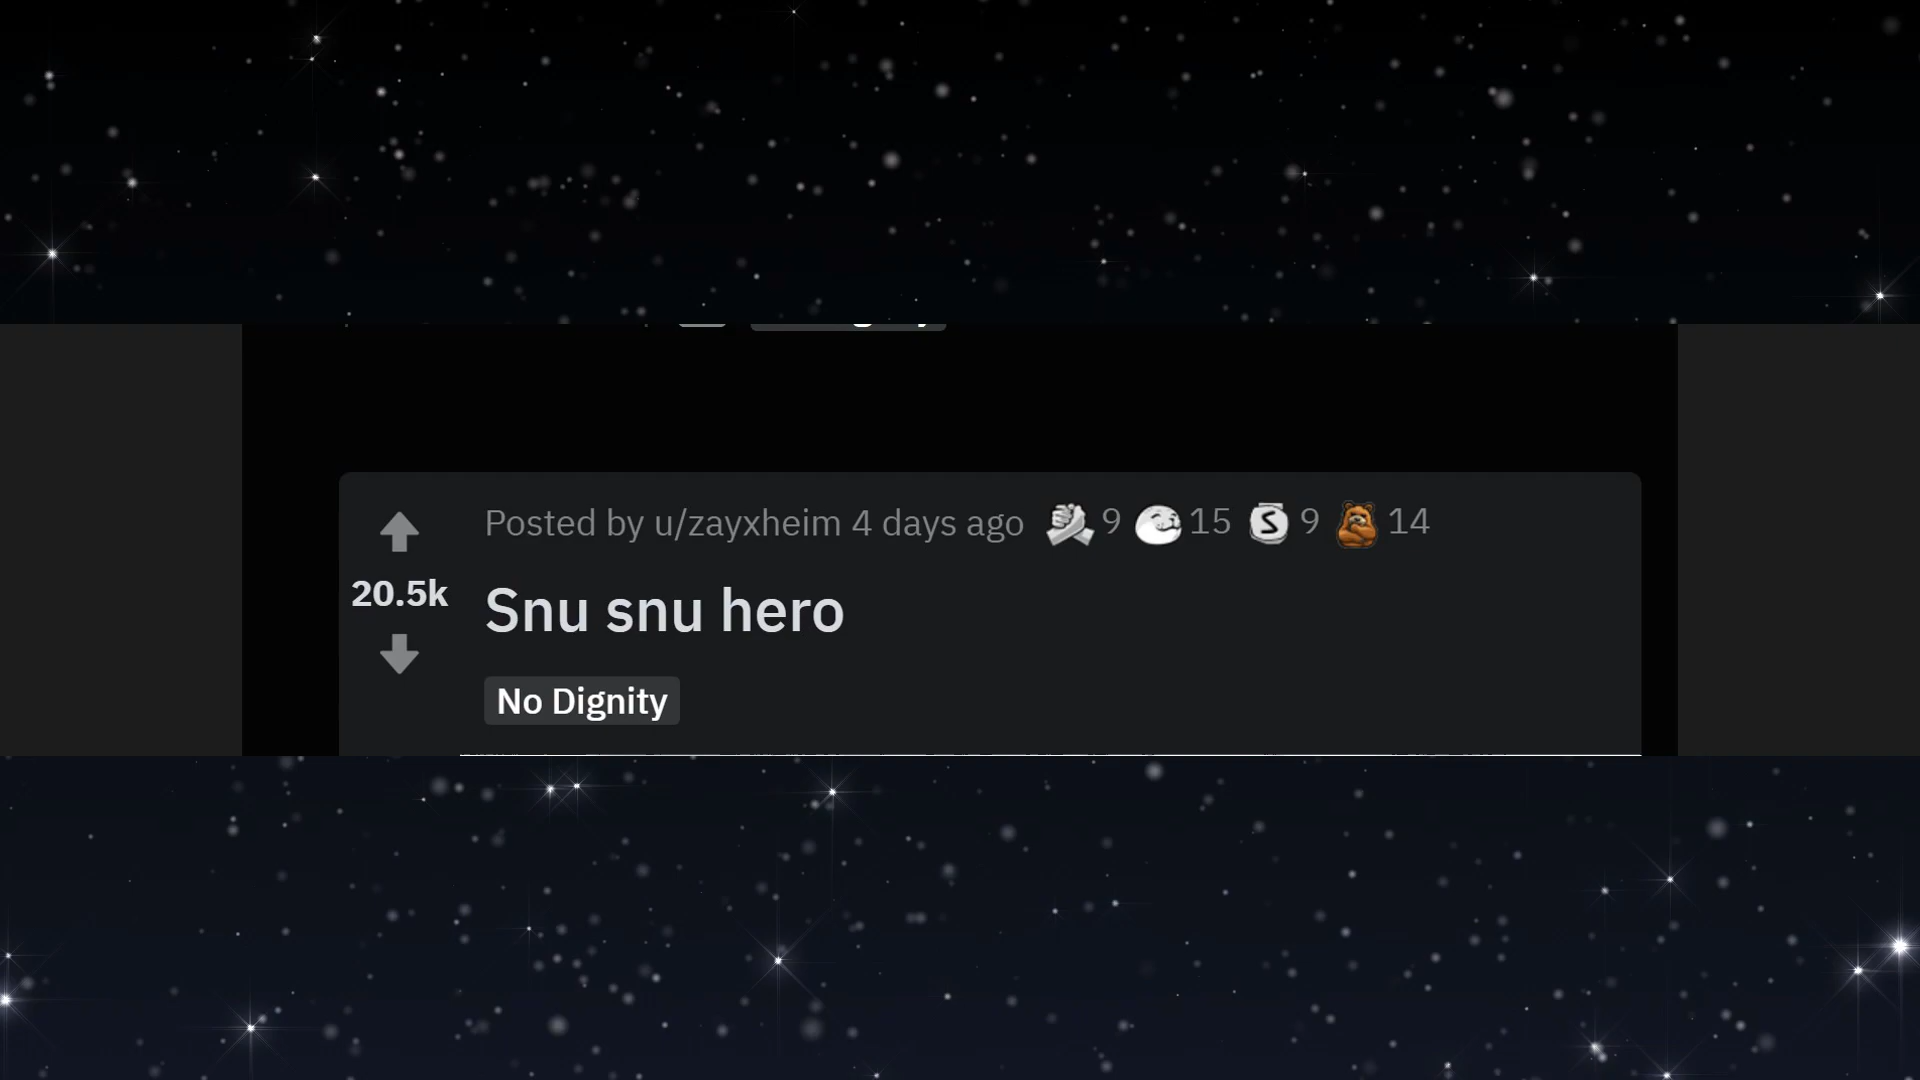 Posted by u/zayxheim 4 days ago 9 15 S 9 14
20.5k
Snu snu hero
No Dignity